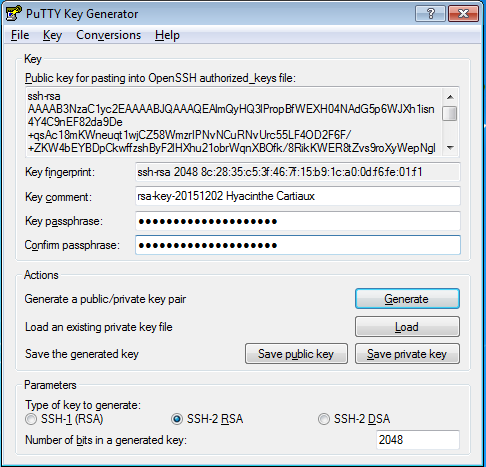 PuTTY Key Generator
File Key Conversions Help
Key
Public key for pasting into OpenSSH authorized_keys file:
ssh-rsa
AAAAB3NzaC1yc2EAAAABJQAAAQEAlmQyHQ3lPropBfWEXH04NAdG5p6WJXh1isn
4Y4C9nEF82da9De
+qsAc18mKWneuqt1wjCZ58WmzrlPNvNCuRNvUrc55LF4OD2F6F/
+ZKW4bEYBDpCkwffzshByF2lHXhu21obrWqnXBOfk/8RikKWER8tZvs9roXyWepNgl
Key fingerprint: ssh-rsa 2048 8c:28:35:c5:3f:46:7f:15:b9:1c:a0:0d:f6:fe:01:f1
Key comment: rsa-key-20151202 Hyacinthe Cartiaux
Key passphrase: ●●●●●●●●●●●●●●●●●●●●
Confirm passphrase: ●●●●●●●●●●●●●●●●●●●●
Actions
Generate a public/private key pair Generate
Load an existing private key file Load
Save the generated key Save public key Save private key
Parameters
Type of key to generate:
SSH-1 (RSA) SSH-2 RSA SSH-2 DSA
Number of bits in a generated key: 2048